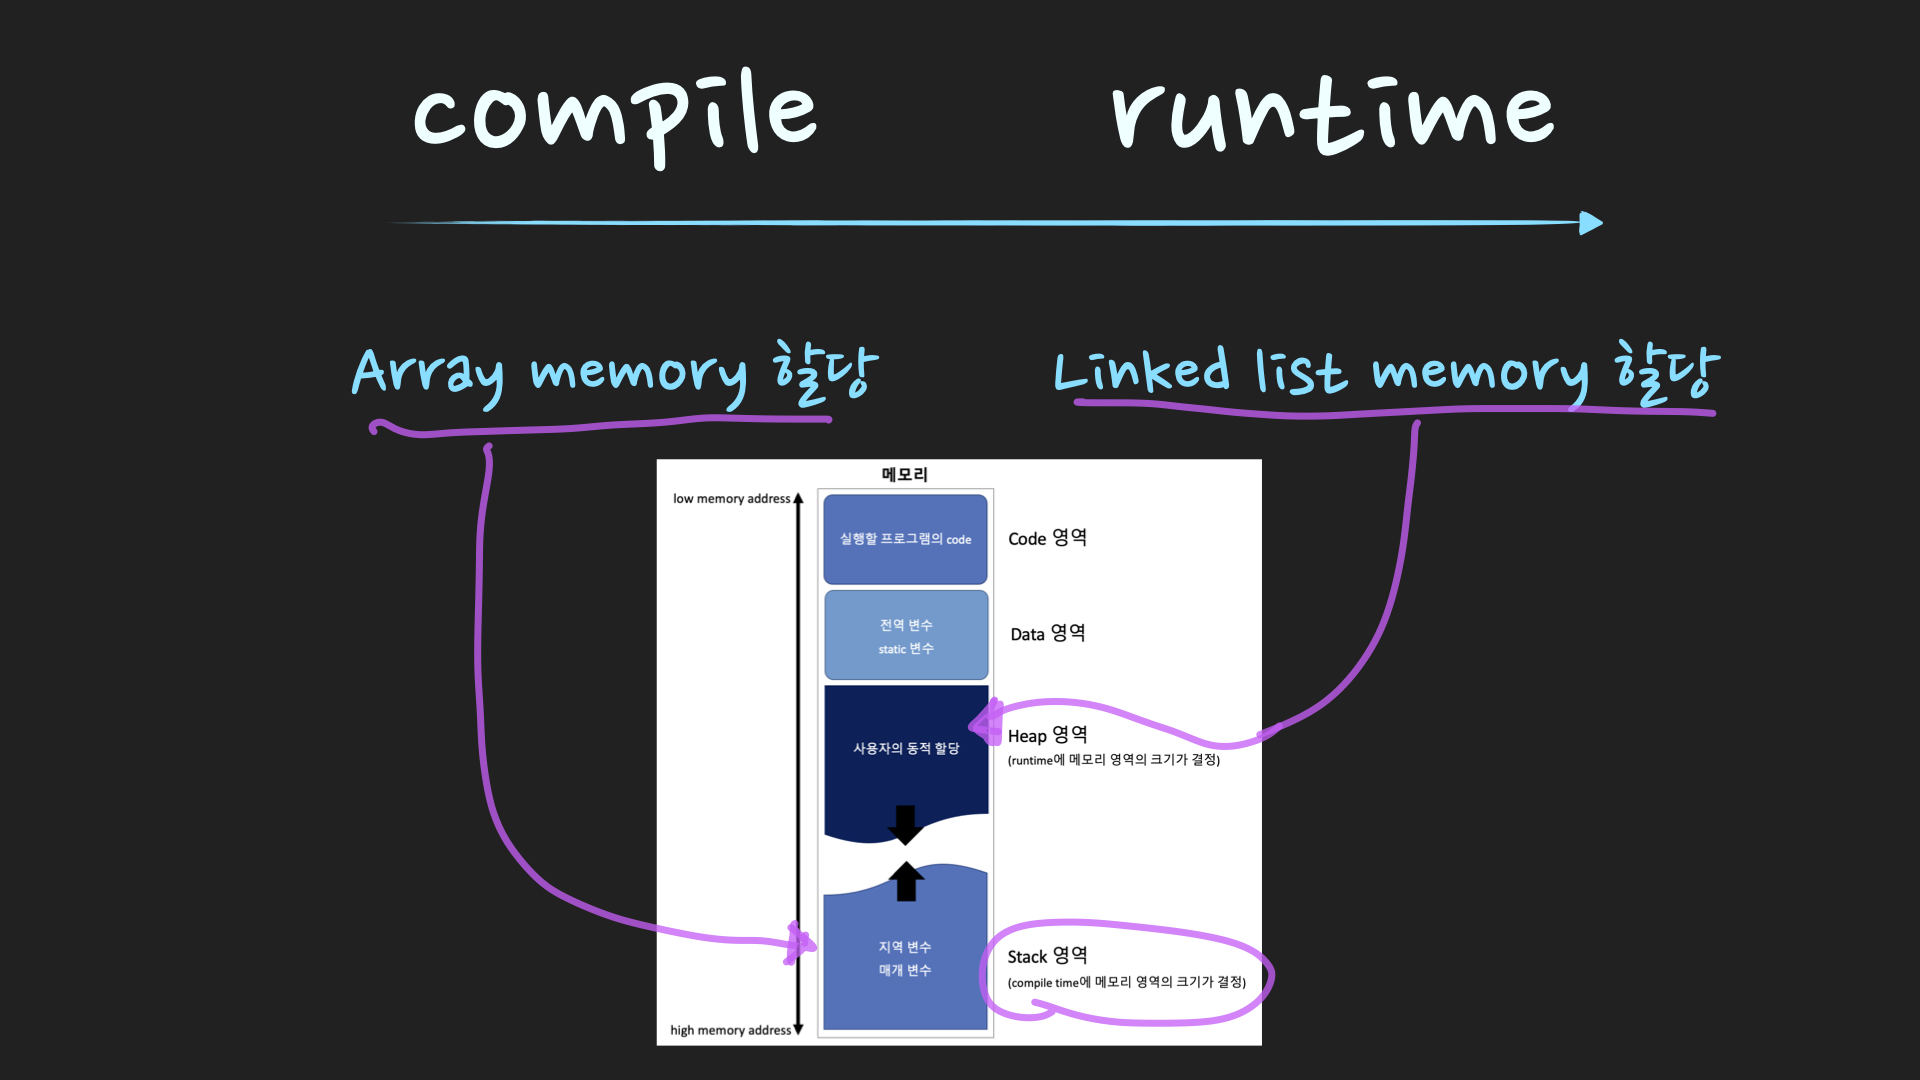 compile
runtime
Array memory 할당
Linked list memory 할당
메모리
low memory address
실행할 프로그램의 code
Code 영역
전역 변수
static 변수
Data 영역
사용자의 동적 할당
Heap 영역
(runtime에 메모리 영역의 크기가 결정)
지역 변수
매개 변수
Stack 영역
(compile time에 메모리 영역의 크기가 결정)
high memory address